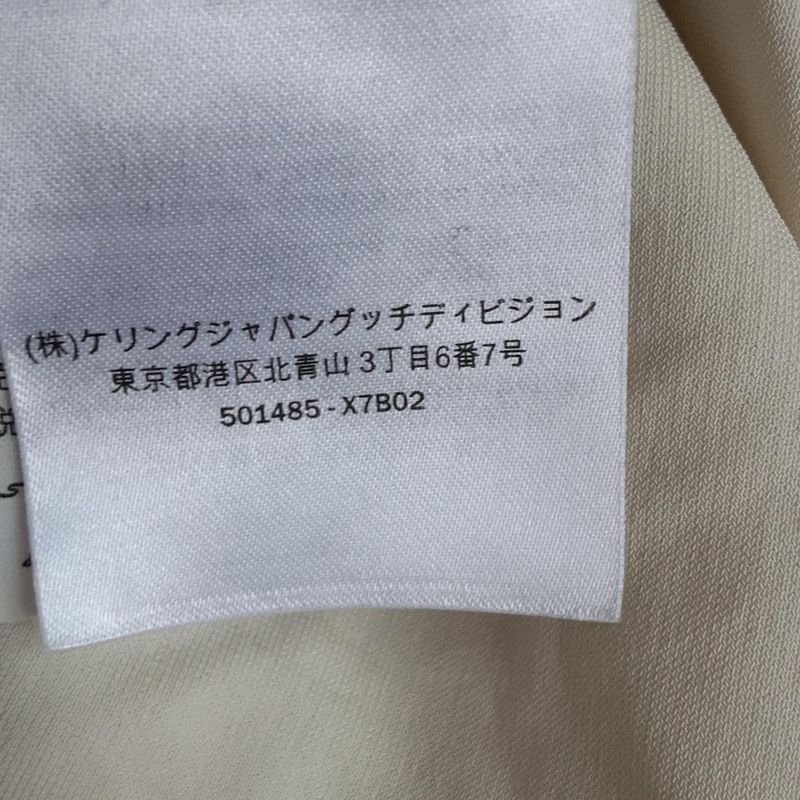 (株)ケリングジャパングッチディビジョン
東京都港区北青山 3丁目6番7号
501485 - X7B02